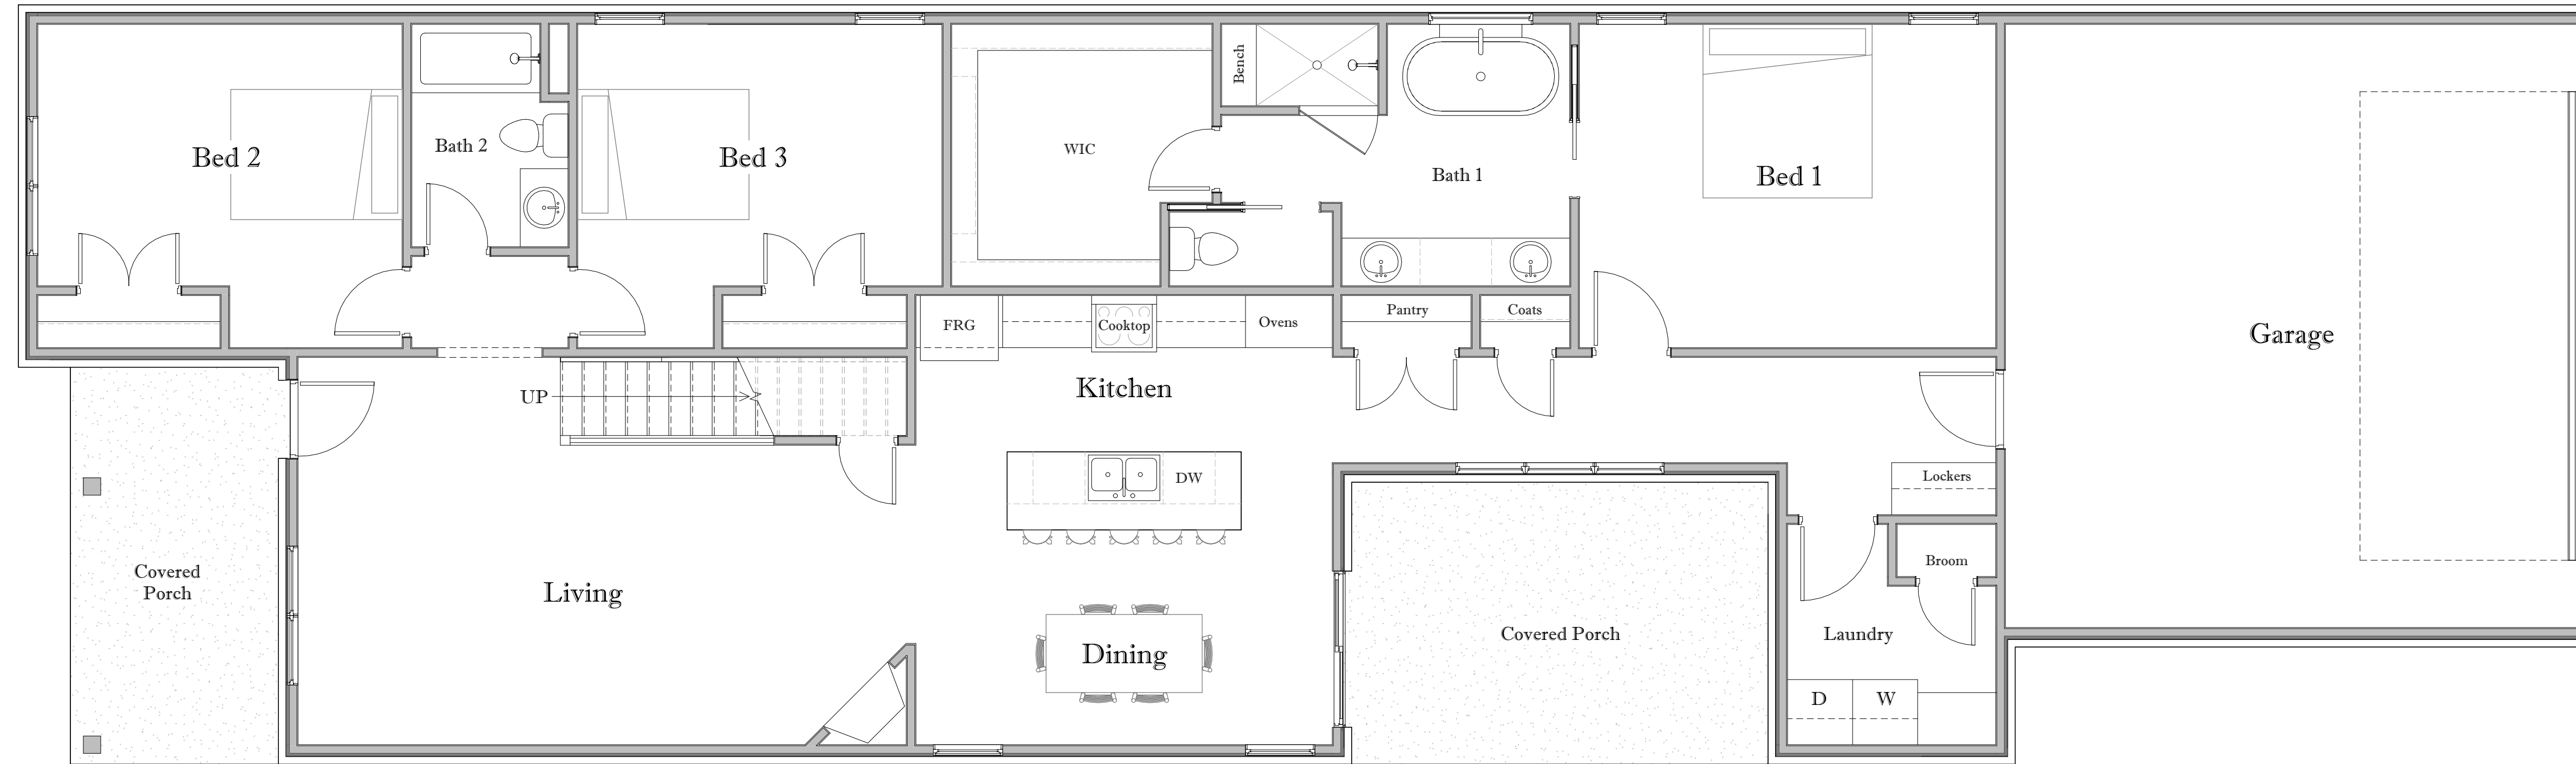 Bench
Bath 2
WIC
Bed 2
Bed 3
Bath 1
Bed 1
Pantry
Coats
FRG
Cooktop
Ovens
Garage
Kitchen
UP
DW
Lockers
Broom
Covered
Porch
Living
Covered Porch
Laundry
Dining
D
W